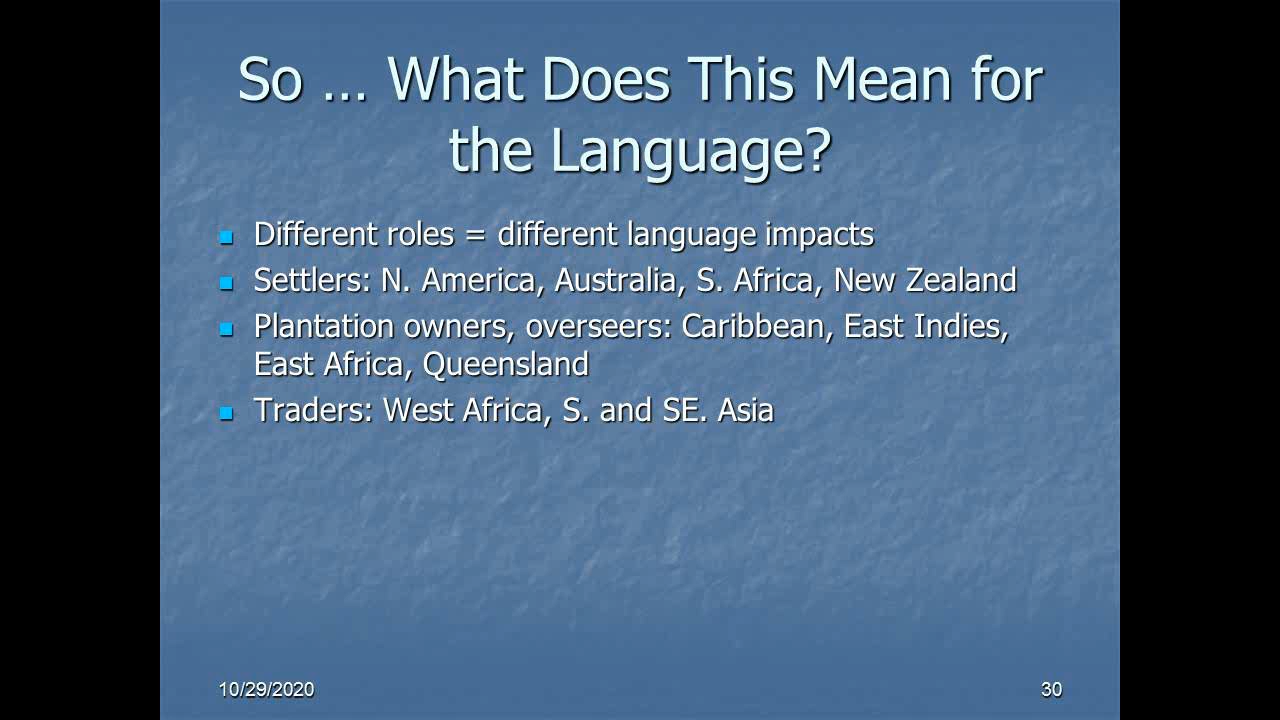 So … What Does This Mean for
the Language?
Different roles = different language impacts
Settlers: N. America, Australia, S. Africa, New Zealand
Plantation owners, overseers: Caribbean, East Indies,
East Africa, Queensland
Traders: West Africa, S. and SE. Asia
10/29/2020
30